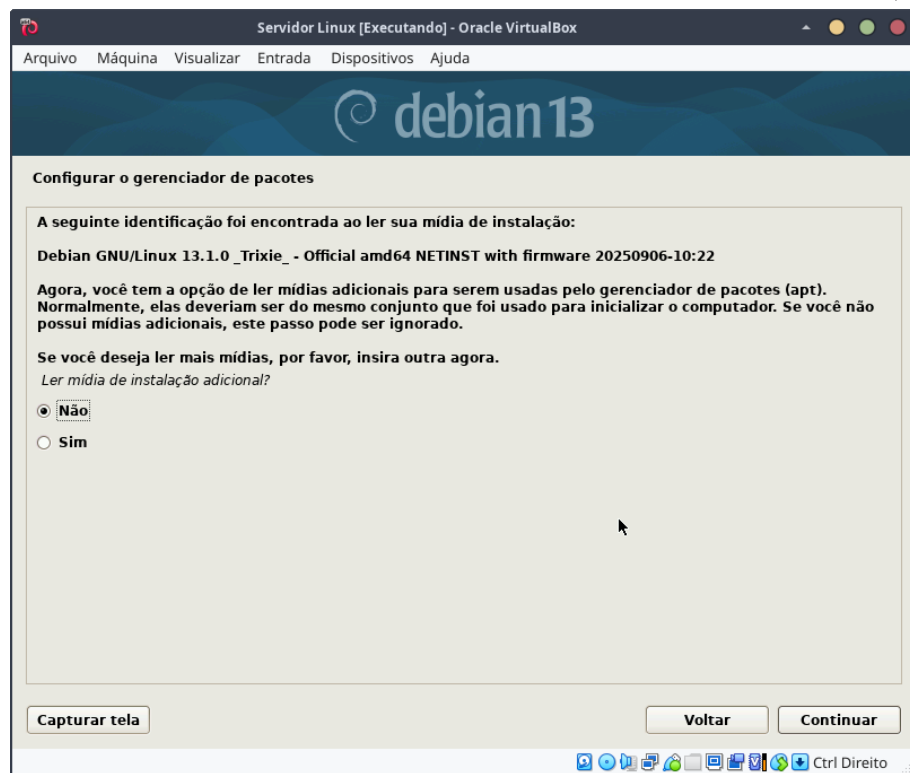 Servidor Linux [Executando] - Oracle VirtualBox
Arquivo Máquina Visualizar Entrada Dispositivos Ajuda
debian 13
Configurar o gerenciador de pacotes
A seguinte identificação foi encontrada ao ler sua mídia de instalação:
Debian GNU/Linux 13.1.0 _Trixie_ - Official amd64 NETINST with firmware 20250906-10:22
Agora, você tem a opção de ler mídias adicionais para serem usadas pelo gerenciador de pacotes (apt).
Normalmente, elas deveriam ser do mesmo conjunto que foi usado para inicializar o computador. Se você não
possui mídias adicionais, este passo pode ser ignorado.
Se você deseja ler mais mídias, por favor, insira outra agora.
Ler mídia de instalação adicional?
Não
Sim
Capturar tela Voltar Continuar
Ctrl Direito